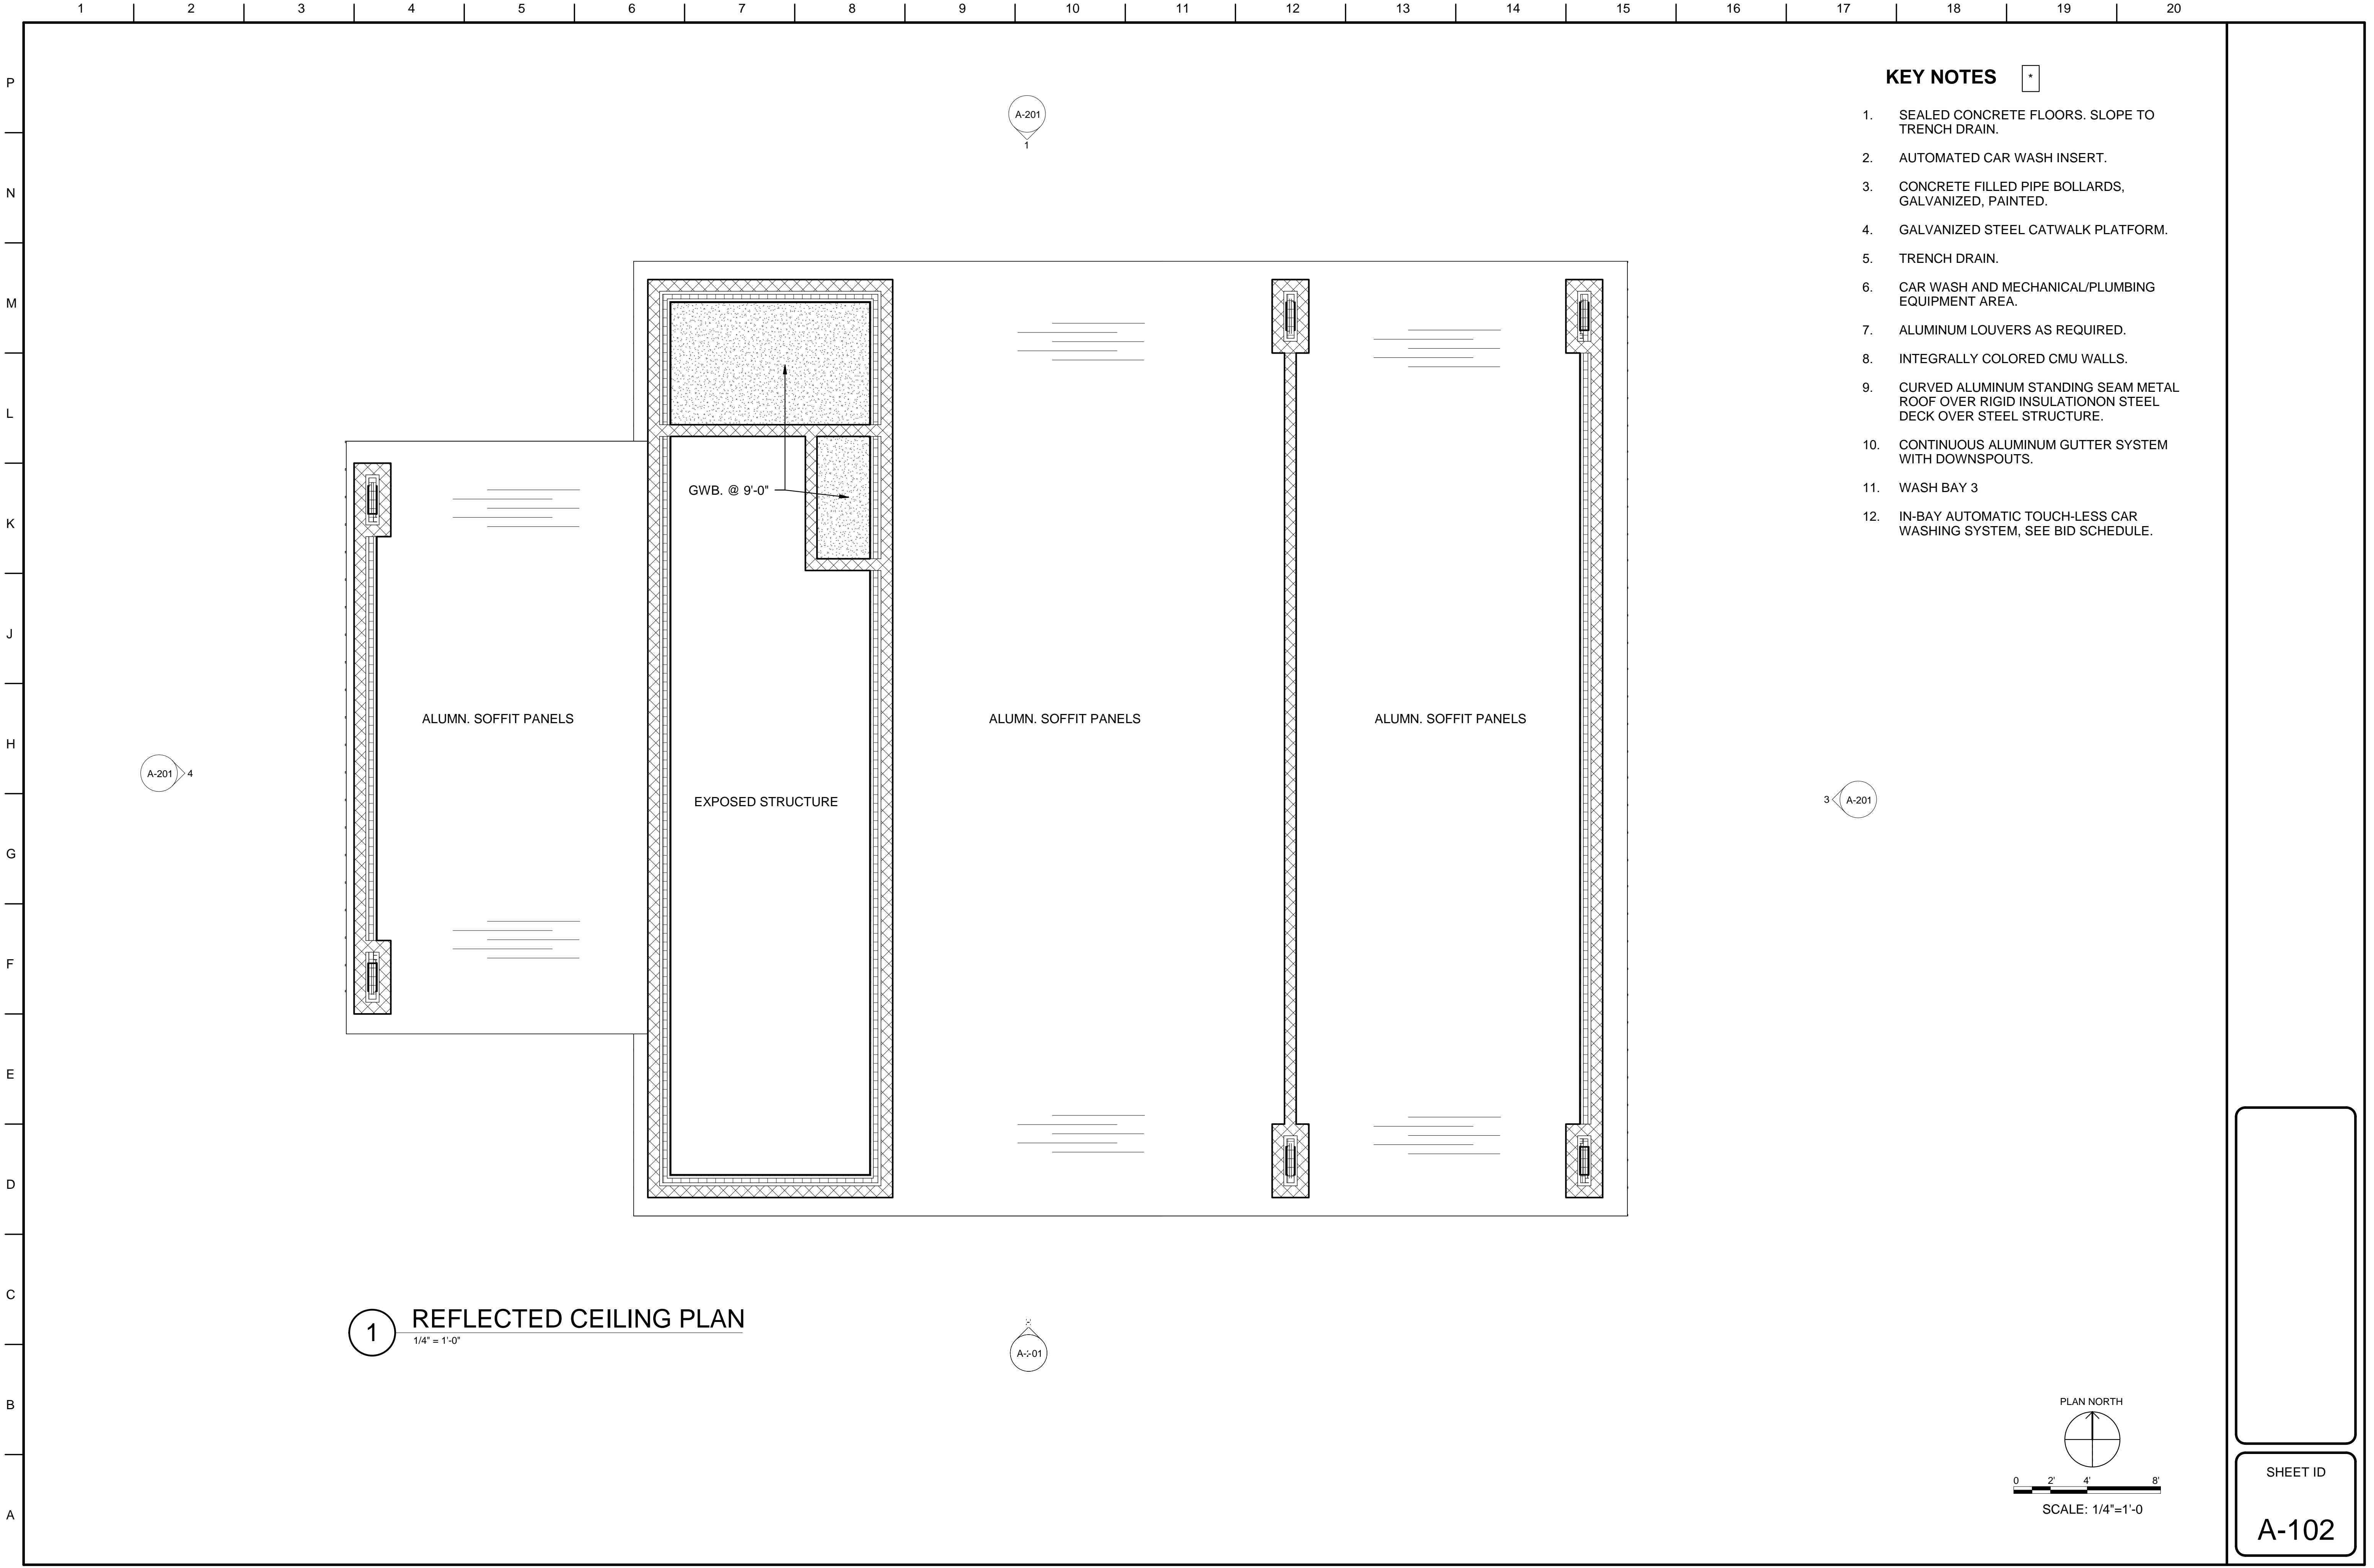 1 2 3 4 5 6 7 8 9 10 11 12 13 14 15 16 17 18 19 20
P
N
M
L
K
J
H
G
F
E
D
C
B
A
KEY NOTES *
1. SEALED CONCRETE FLOORS. SLOPE TO
TRENCH DRAIN.
2. AUTOMATED CAR WASH INSERT.
3. CONCRETE FILLED PIPE BOLLARDS,
GALVANIZED, PAINTED.
4. GALVANIZED STEEL CATWALK PLATFORM.
5. TRENCH DRAIN.
6. CAR WASH AND MECHANICAL/PLUMBING
EQUIPMENT AREA.
7. ALUMINUM LOUVERS AS REQUIRED.
8. INTEGRALLY COLORED CMU WALLS.
9. CURVED ALUMINUM STANDING SEAM METAL
ROOF OVER RIGID INSULATIONON STEEL
DECK OVER STEEL STRUCTURE.
10. CONTINUOUS ALUMINUM GUTTER SYSTEM
WITH DOWNSPOUTS.
11. WASH BAY 3
12. IN-BAY AUTOMATIC TOUCH-LESS CAR
WASHING SYSTEM, SEE BID SCHEDULE.
A-201
1
GWB. @ 9'-0"
ALUMN. SOFFIT PANELS
ALUMN. SOFFIT PANELS
ALUMN. SOFFIT PANELS
A-201 4
EXPOSED STRUCTURE
3 A-201
1
REFLECTED CEILING PLAN
1/4" = 1'-0"
PLAN NORTH
0 2' 4' 8'
SCALE: 1/4"=1'-0
SHEET ID
A-102